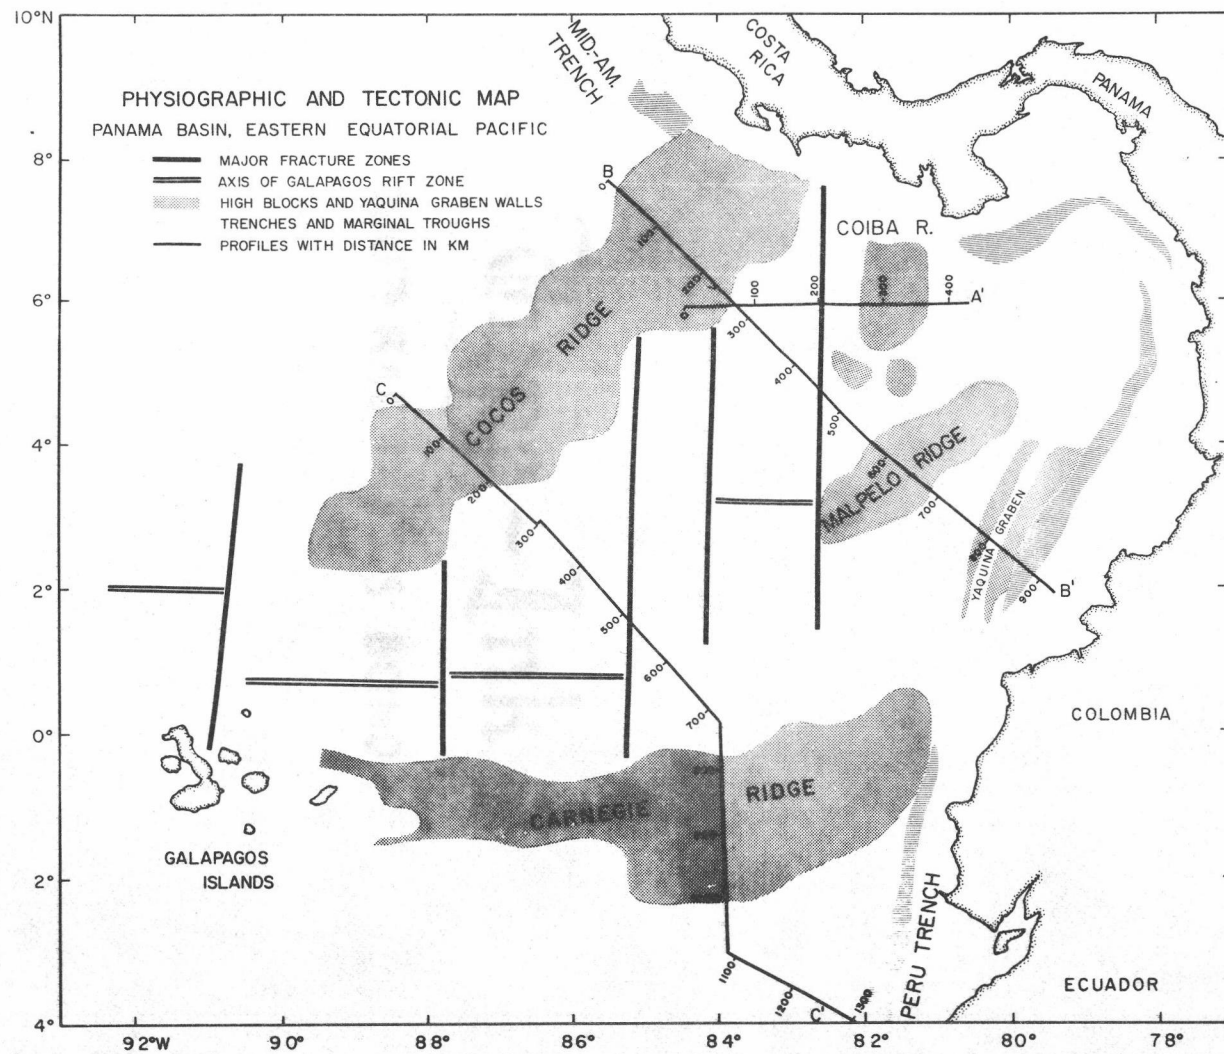 10°N
MID.-AM.
TRENCH
COSTA
RICA
PANAMA
PHYSIOGRAPHIC AND TECTONIC MAP
PANAMA BASIN, EASTERN EQUATORIAL PACIFIC
MAJOR FRACTURE ZONES
AXIS OF GALAPAGOS RIFT ZONE
HIGH BLOCKS AND YAQUINA GRABEN WALLS
TRENCHES AND MARGINAL TROUGHS
PROFILES WITH DISTANCE IN KM
8°
B
0
100
200
300
400
500
600
700
800
900
B'
COIBA R.
6°
0
100
200
300
400
A'
COCOS RIDGE
C
0
100
200
300
400
500
600
700
4°
MALPELO RIDGE
YAQUINA GRABEN
2°
0°
COLOMBIA
CARNEGIE RIDGE
GALAPAGOS
ISLANDS
2°
PERU TRENCH
1100
1200
1300
C'
ECUADOR
4°
92°W 90° 88° 86° 84° 82° 80° 78°